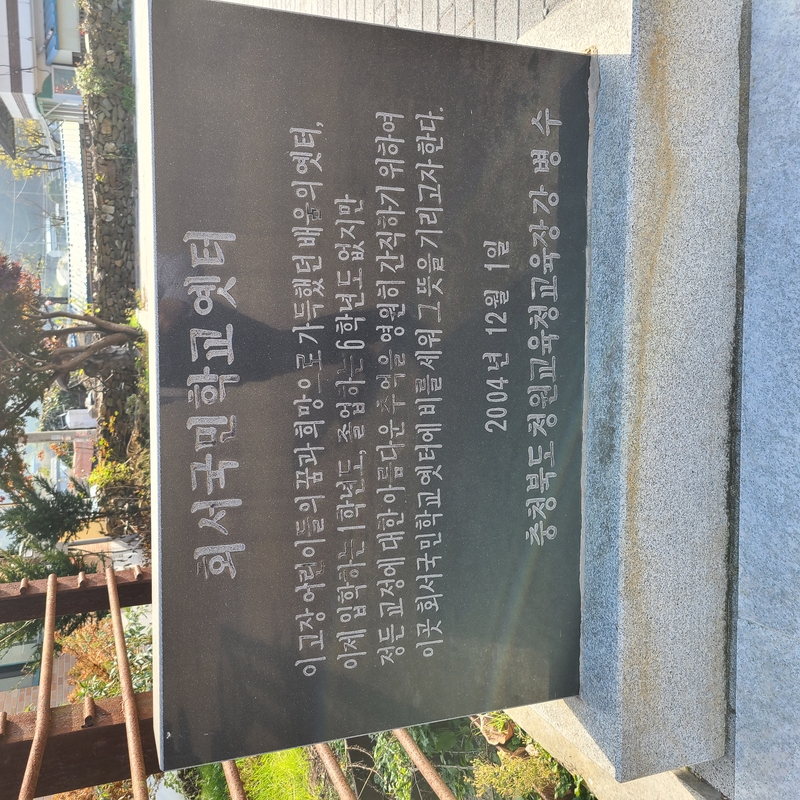 회서국민학교옛터
이 고장 어린이들의 꿈과 희망으로 가득했던 배움의 옛터,
이제 입학하는 1학년도, 졸업하는 6학년도 없지만
정든 교정에 대한 아름다운 추억을 영원히 간직하기 위하여
이곳 회서국민학교 옛터에 비를 세워 그 뜻을 기리고자 한다.
2004년 12월 1일
충청북도청원교육청교육장 강 병 수